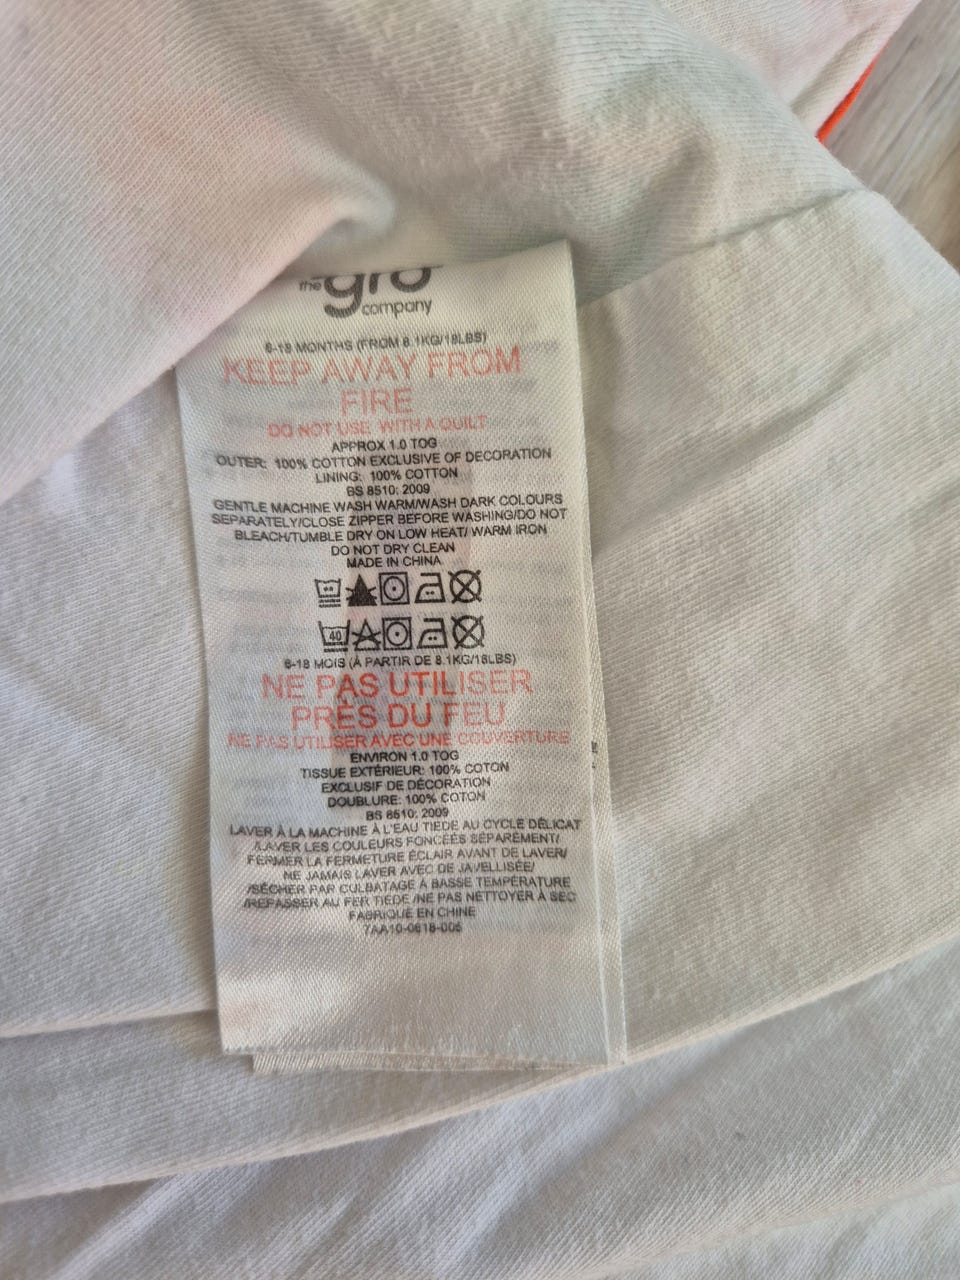 the gro
company
6-18 MONTHS (FROM 8.1KG/18LBS)
KEEP AWAY FROM
FIRE
DO NOT USE WITH A QUILT
APPROX 1.0 TOG
OUTER: 100% COTTON EXCLUSIVE OF DECORATION
LINING: 100% COTTON
BS 8510: 2009
GENTLE MACHINE WASH WARM/WASH DARK COLOURS
SEPARATELY/CLOSE ZIPPER BEFORE WASHING/DO NOT
BLEACH/TUMBLE DRY ON LOW HEAT/ WARM IRON
DO NOT DRY CLEAN
MADE IN CHINA
40
6-18 MOIS (À PARTIR DE 8.1KG/18LBS)
NE PAS UTILISER
PRÈS DU FEU
NE PAS UTILISER AVEC UNE COUVERTURE
ENVIRON 1.0 TOG
TISSUE EXTÉRIEUR: 100% COTON
EXCLUSIF DE DÉCORATION
DOUBLURE: 100% COTON
BS 8510: 2009
LAVER À LA MACHINE À L'EAU TIEDE AU CYCLE DÉLICAT
/LAVER LES COULEURS FONCÉES SÉPARÉMENT/
FERMER LA FERMETURE ÉCLAIR AVANT DE LAVER/
NE JAMAIS LAVER AVEC DE JAVELLISÉE/
/SÉCHER PAR CULBATAGE À BASSE TEMPÉRATURE
/REPASSER AU FER TIÈDE /NE PAS NETTOYER À SEC
FABRIQUÉ EN CHINE
7AA10-0618-006